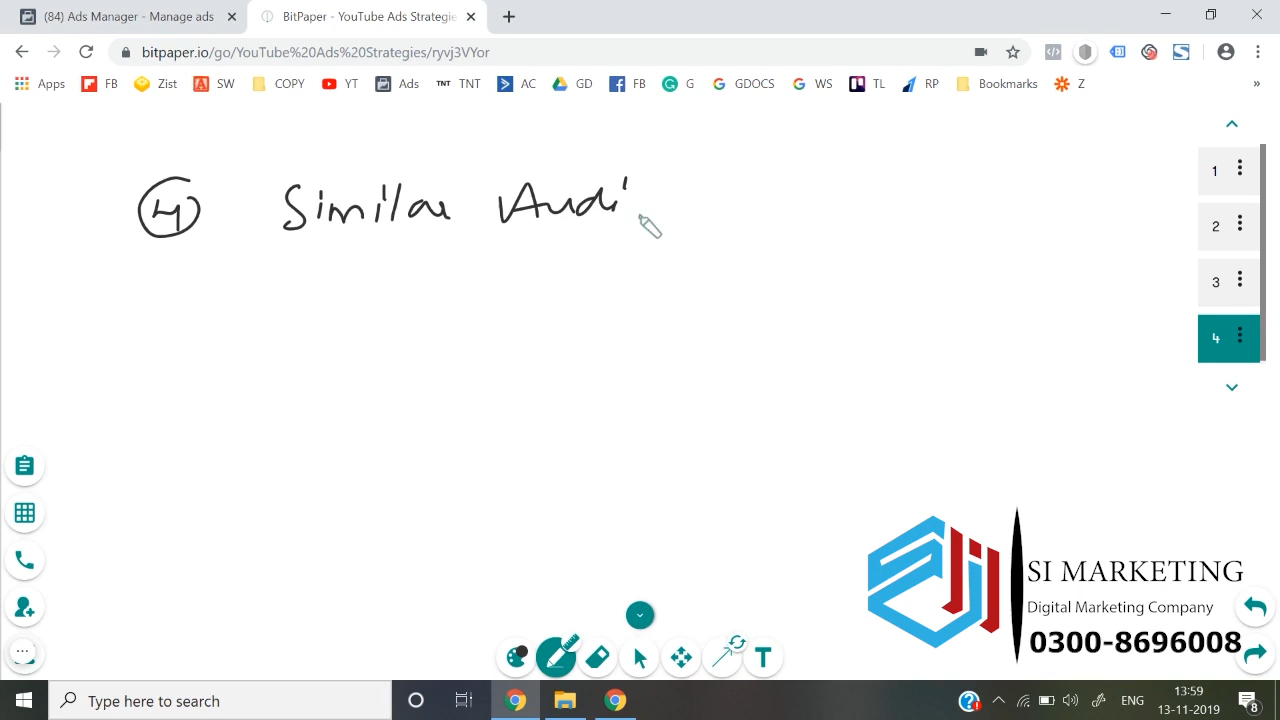 (84) Ads Manager - Manage ads
BitPaper - YouTube Ads Strategie
bitpaper.io/go/YouTube%20Ads%20Strategies/ryvj3VYor
Apps FB Zist SW COPY YT Ads TNT TNT AC GD FB G GDOCS WS TL RP Bookmarks Z »
4 Similar Audi
1
2
3
4
SI MARKETING
Digital Marketing Company
0300-8696008
T
Type here to search
ENG
13:59
13-11-2019
8